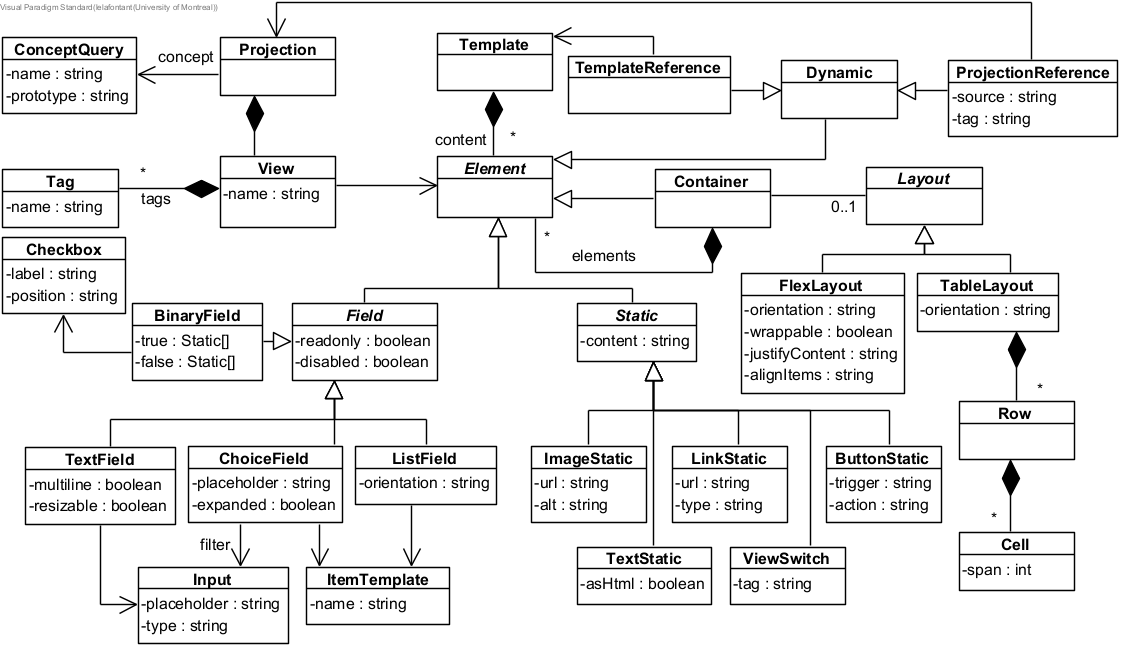 Visual Paradigm Standard(lelafontant(University of Montreal))
ConceptQuery
-name : string
-prototype : string
concept
Projection
Template
TemplateReference
Dynamic
ProjectionReference
-source : string
-tag : string
content
*
Tag
-name : string
*
tags
View
-name : string
Element
Container
0..1
Layout
*
elements
Checkbox
-label : string
-position : string
BinaryField
-true : Static[]
-false : Static[]
Field
-readonly : boolean
-disabled : boolean
Static
-content : string
FlexLayout
-orientation : string
-wrappable : boolean
-justifyContent : string
-alignItems : string
TableLayout
-orientation : string
*
Row
TextField
-multiline : boolean
-resizable : boolean
ChoiceField
-placeholder : string
-expanded : boolean
ListField
-orientation : string
ImageStatic
-url : string
-alt : string
LinkStatic
-url : string
-type : string
ButtonStatic
-trigger : string
-action : string
*
Cell
-span : int
filter
Input
-placeholder : string
-type : string
ItemTemplate
-name : string
TextStatic
-asHtml : boolean
ViewSwitch
-tag : string